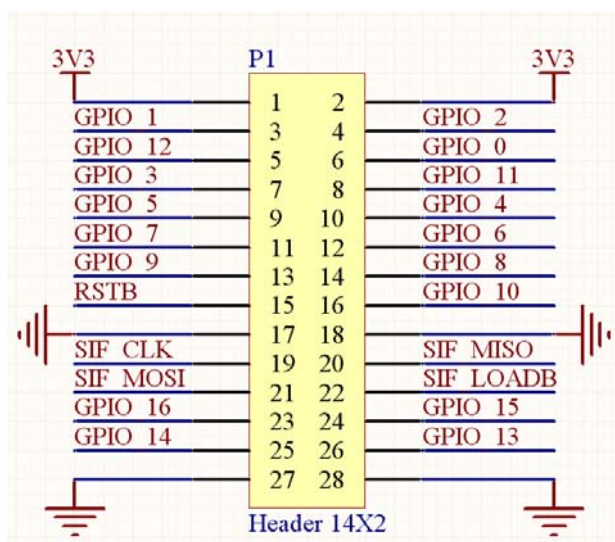 3V3 P1 3V3
1 2
GPIO 1 3 4 GPIO 2
GPIO 12 5 6 GPIO 0
GPIO 3 7 8 GPIO 11
GPIO 5 9 10 GPIO 4
GPIO 7 11 12 GPIO 6
GPIO 9 13 14 GPIO 8
RSTB 15 16 GPIO 10
17 18
SIF CLK 19 20 SIF MISO
SIF MOSI 21 22 SIF LOADB
GPIO 16 23 24 GPIO 15
GPIO 14 25 26 GPIO 13
27 28
Header 14X2